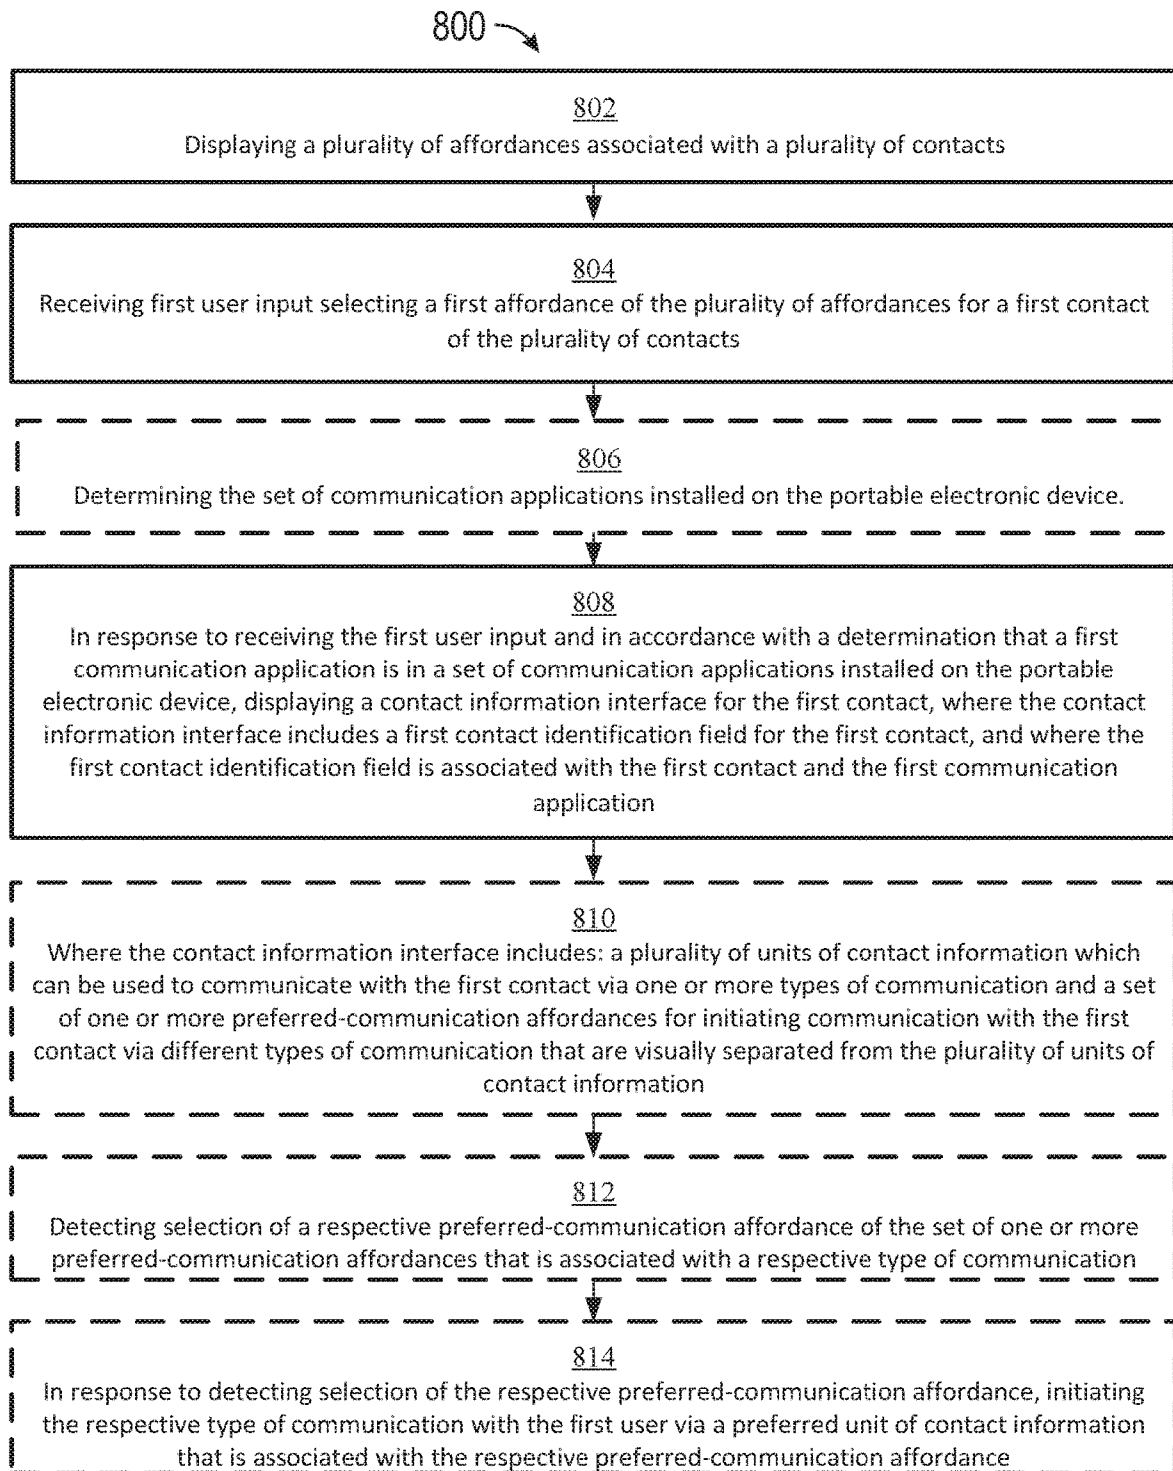 800
802
Displaying a plurality of affordances associated with a plurality of contacts
804
Receiving first user input selecting a first affordance of the plurality of affordances for a first contact
of the plurality of contacts
806
Determining the set of communication applications installed on the portable electronic device.
808
In response to receiving the first user input and in accordance with a determination that a first
communication application is in a set of communication applications installed on the portable
electronic device, displaying a contact information interface for the first contact, where the contact
information interface includes a first contact identification field for the first contact, and where the
first contact identification field is associated with the first contact and the first communication
application
810
Where the contact information interface includes: a plurality of units of contact information which
can be used to communicate with the first contact via one or more types of communication and a set
of one or more preferred-communication affordances for initiating communication with the first
contact via different types of communication that are visually separated from the plurality of units of
contact information
812
Detecting selection of a respective preferred-communication affordance of the set of one or more
preferred-communication affordances that is associated with a respective type of communication
814
In response to detecting selection of the respective preferred-communication affordance, initiating
the respective type of communication with the first user via a preferred unit of contact information
that is associated with the respective preferred-communication affordance